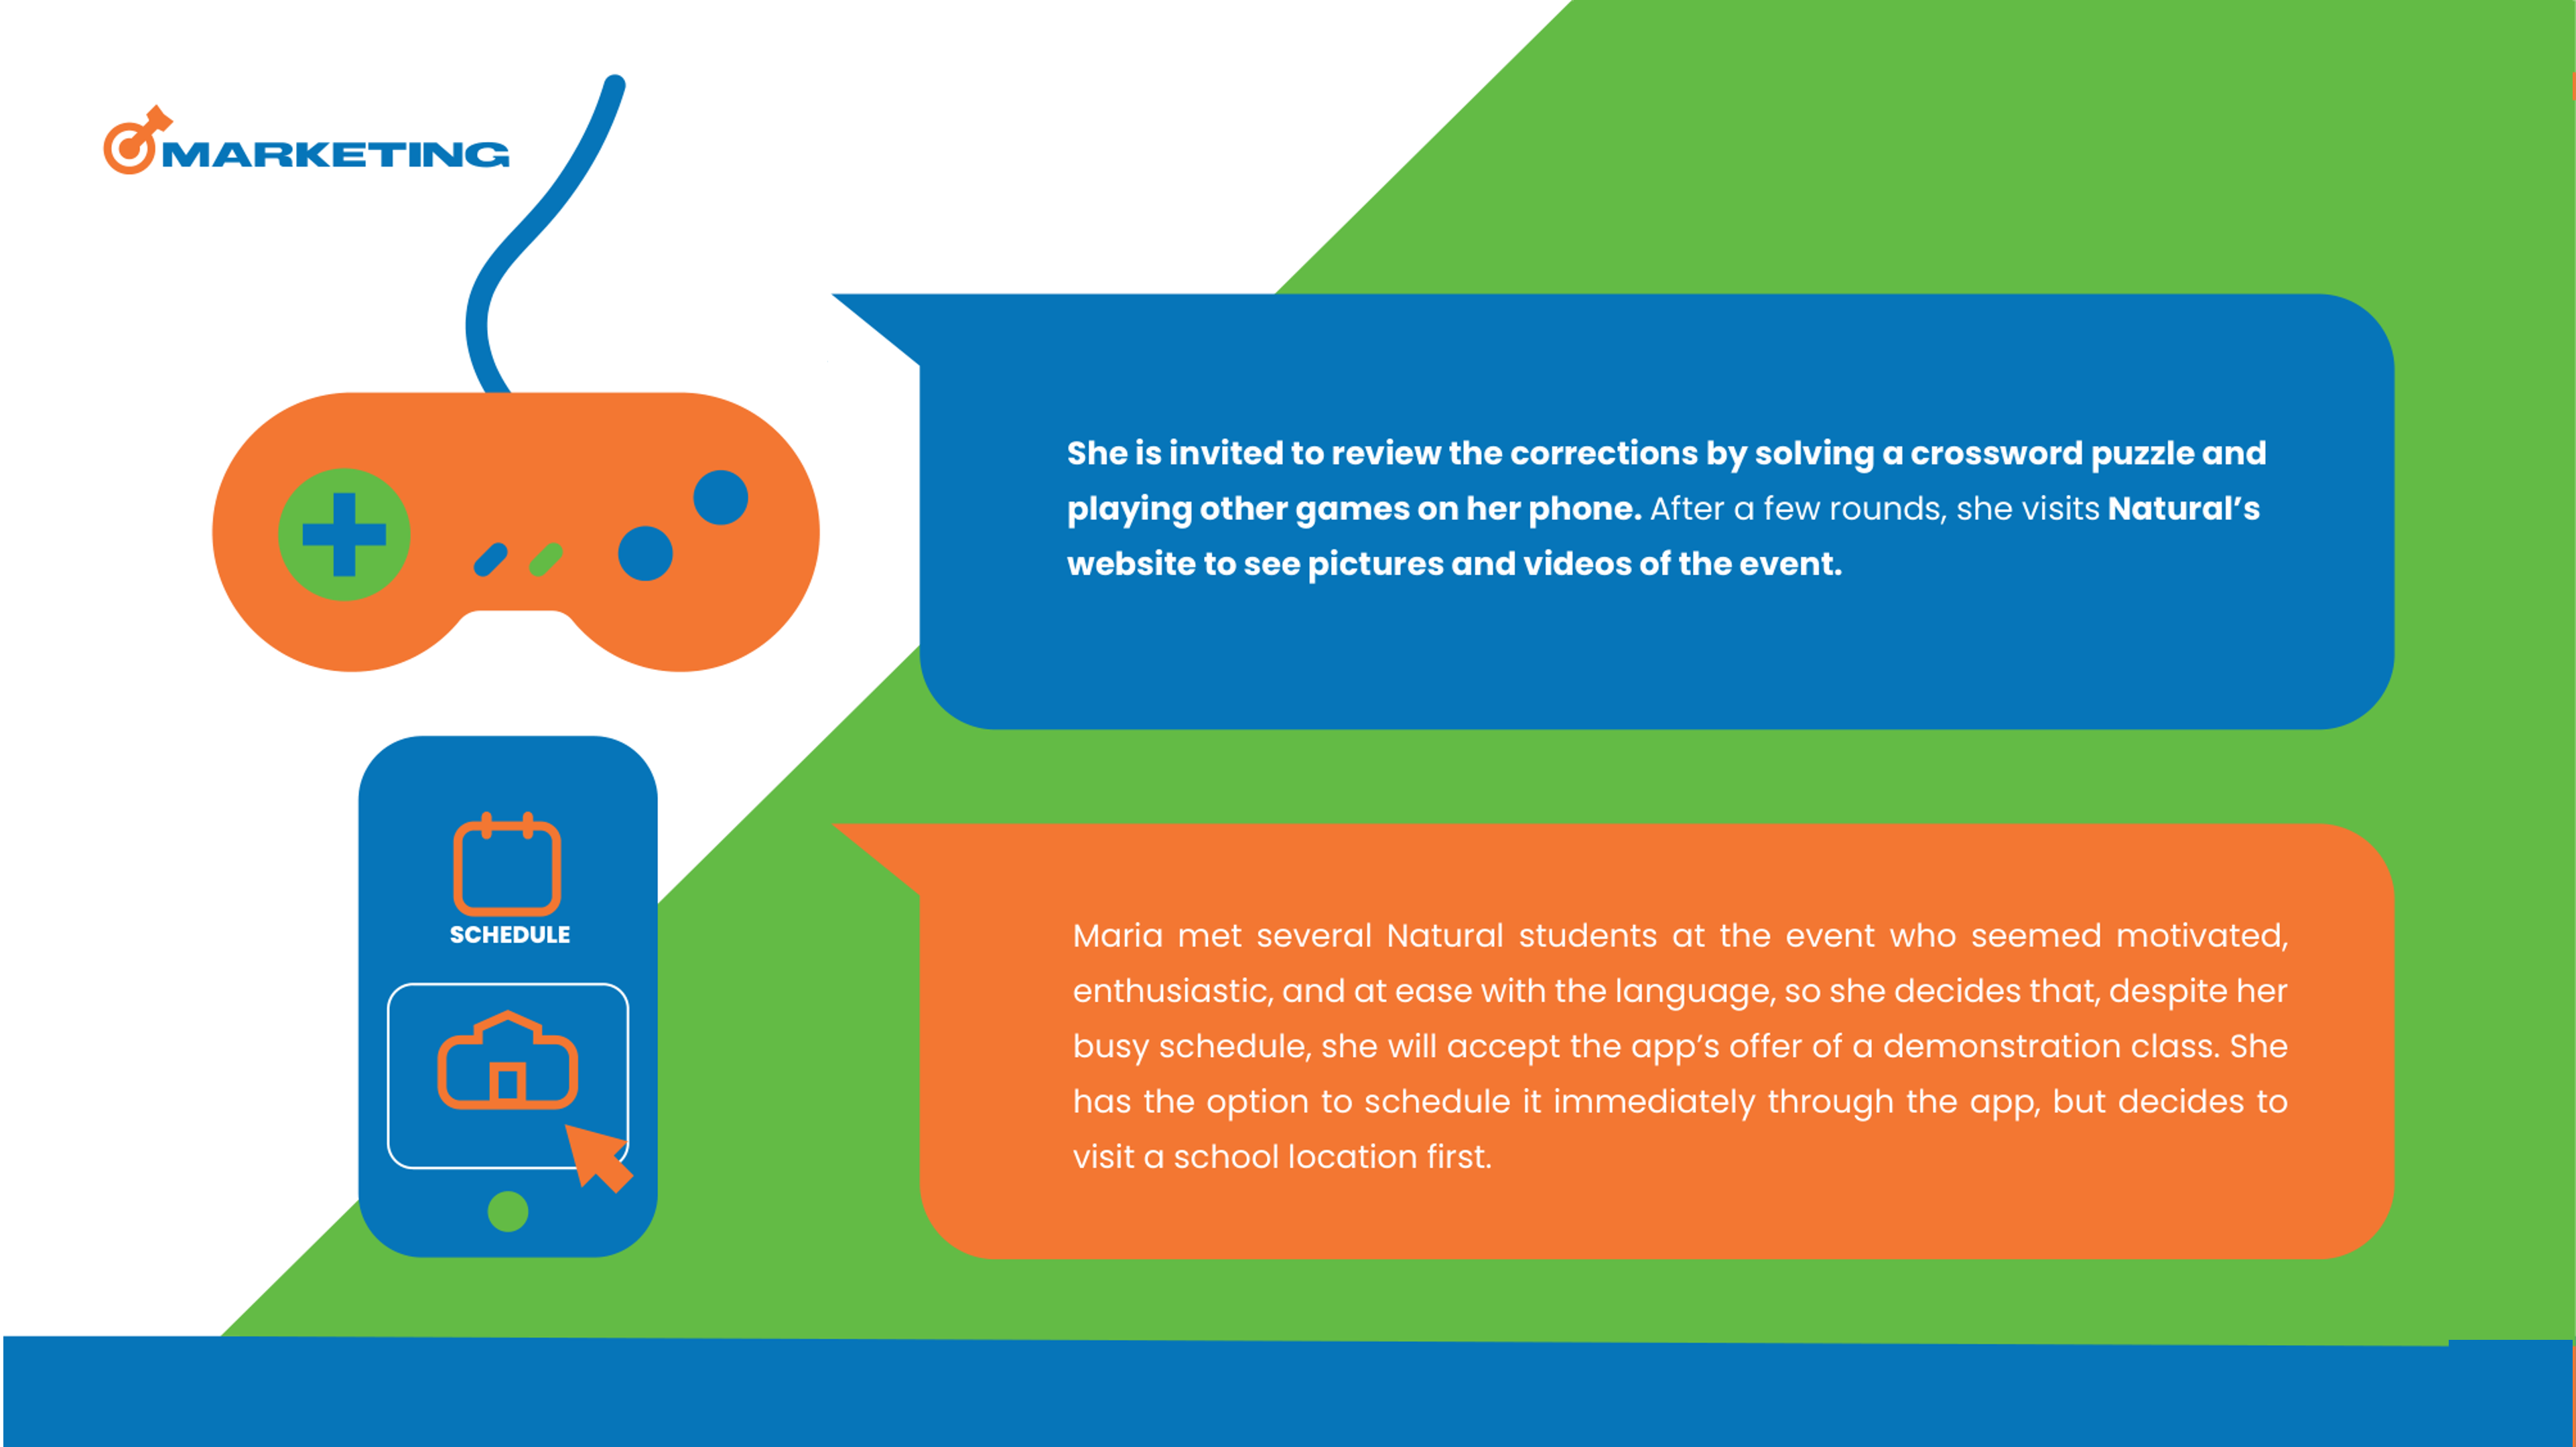 MARKETING
She is invited to review the corrections by solving a crossword puzzle and
playing other games on her phone. After a few rounds, she visits Natural’s
website to see pictures and videos of the event.
SCHEDULE
Maria met several Natural students at the event who seemed motivated,
enthusiastic, and at ease with the language, so she decides that, despite her
busy schedule, she will accept the app’s offer of a demonstration class. She
has the option to schedule it immediately through the app, but decides to
visit a school location first.